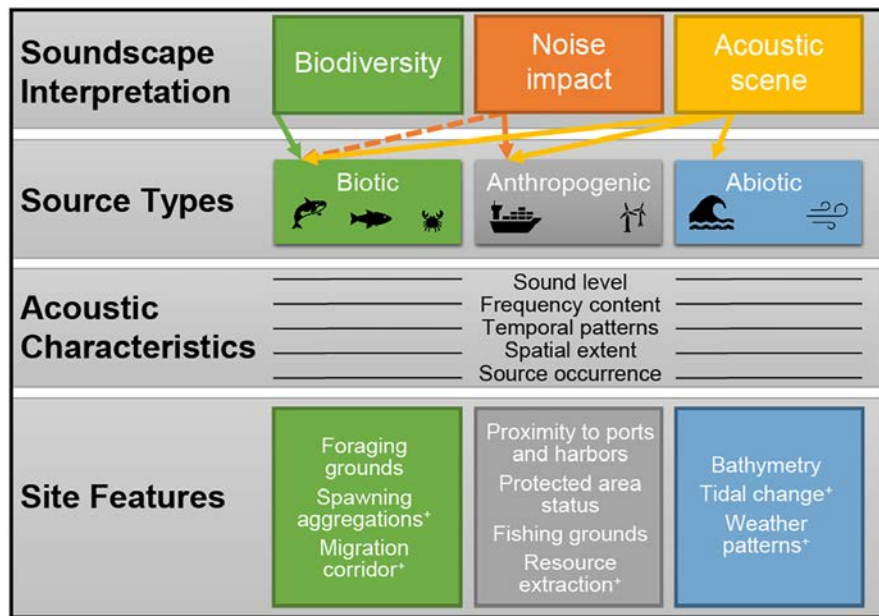 Soundscape
Interpretation
Biodiversity
Noise
impact
Acoustic
scene
Source Types
Biotic
Anthropogenic
Abiotic
Acoustic
Characteristics
Sound level
Frequency content
Temporal patterns
Spatial extent
Source occurrence
Site Features
Foraging
grounds
Spawning
aggregations⁺
Migration
corridor⁺
Proximity to ports
and harbors
Protected area
status
Fishing grounds
Resource
extraction⁺
Bathymetry
Tidal change⁺
Weather
patterns⁺